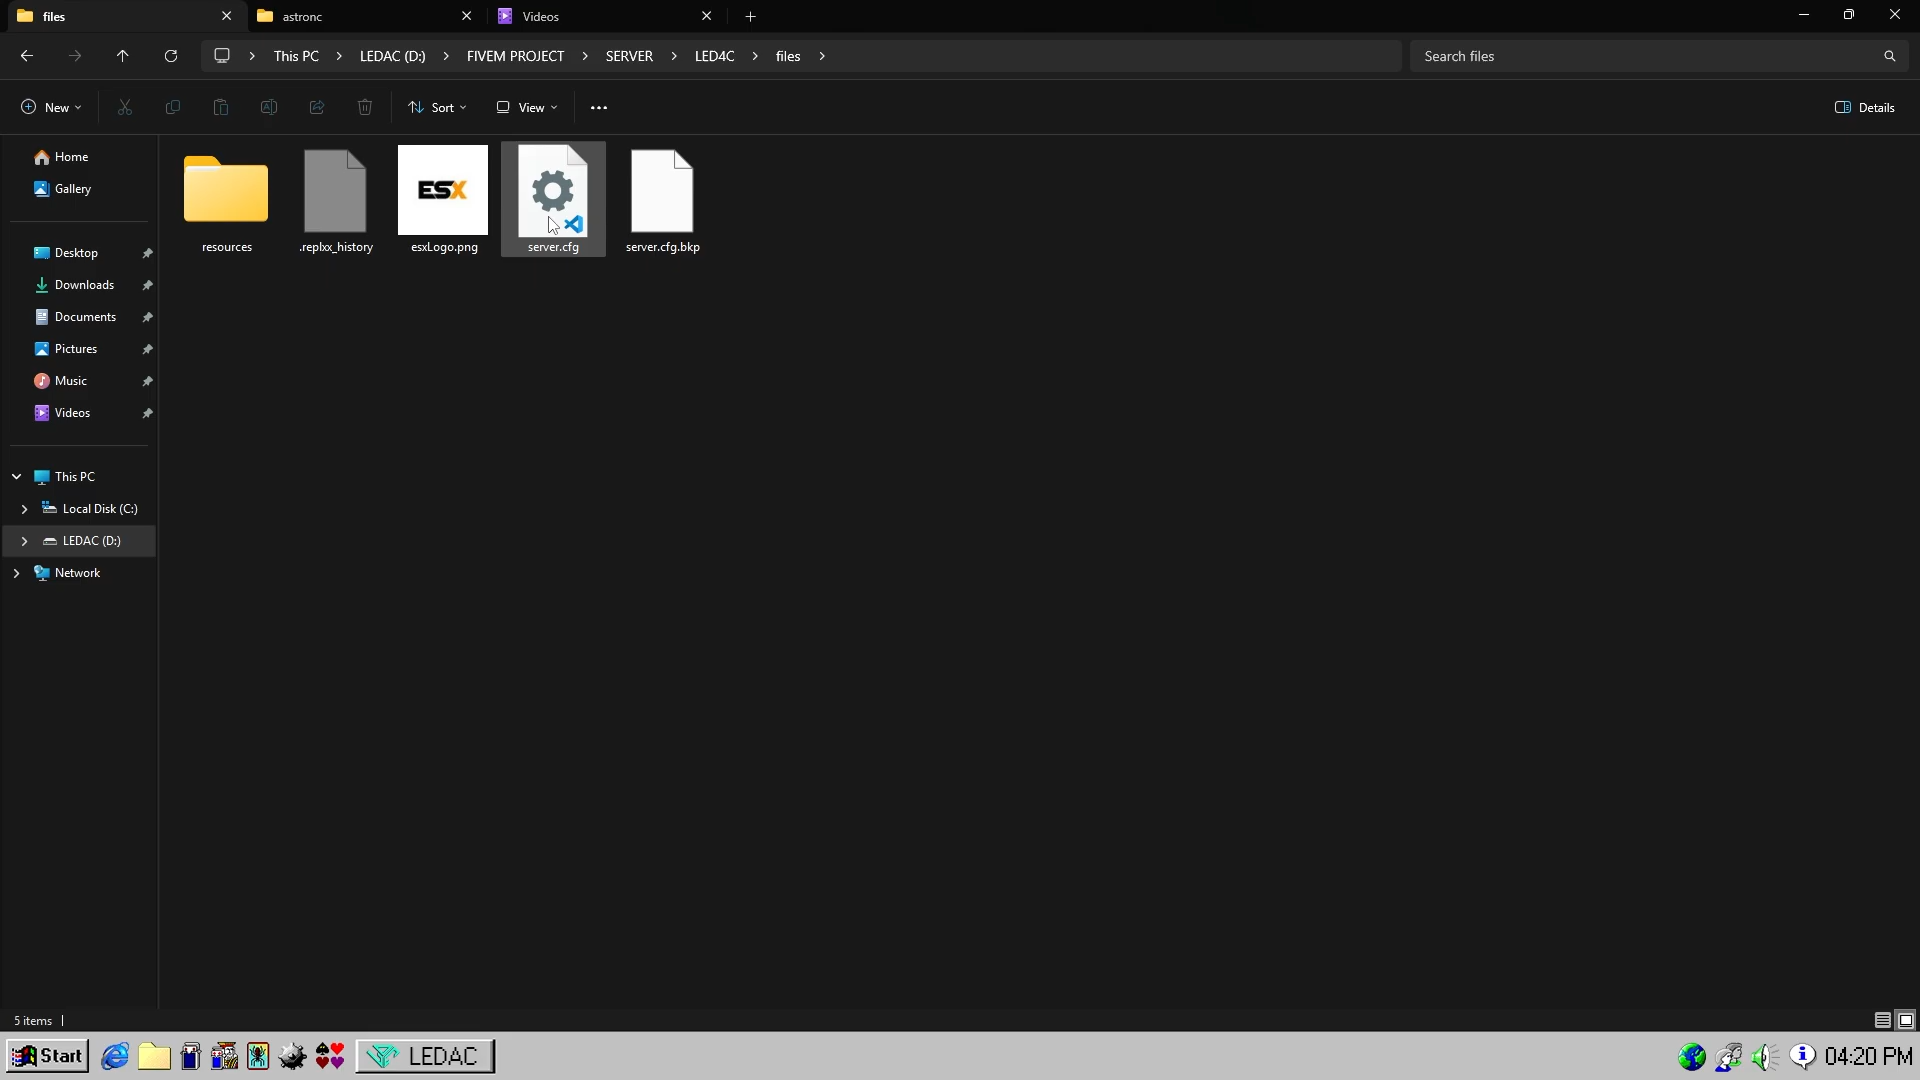 files
astronc
Videos
This PC
LEDAC (D:)
FIVEM PROJECT
SERVER
LED4C
files
Search files
New
Sort
View
Details
Home
Gallery
Desktop
Downloads
Documents
Pictures
Music
Videos
This PC
Local Disk (C:)
LEDAC (D:)
Network
ESX
resources
.replxx_history
esxLogo.png
server.cfg
server.cfg.bkp
5 items
Start
LEDAC
04:20 PM